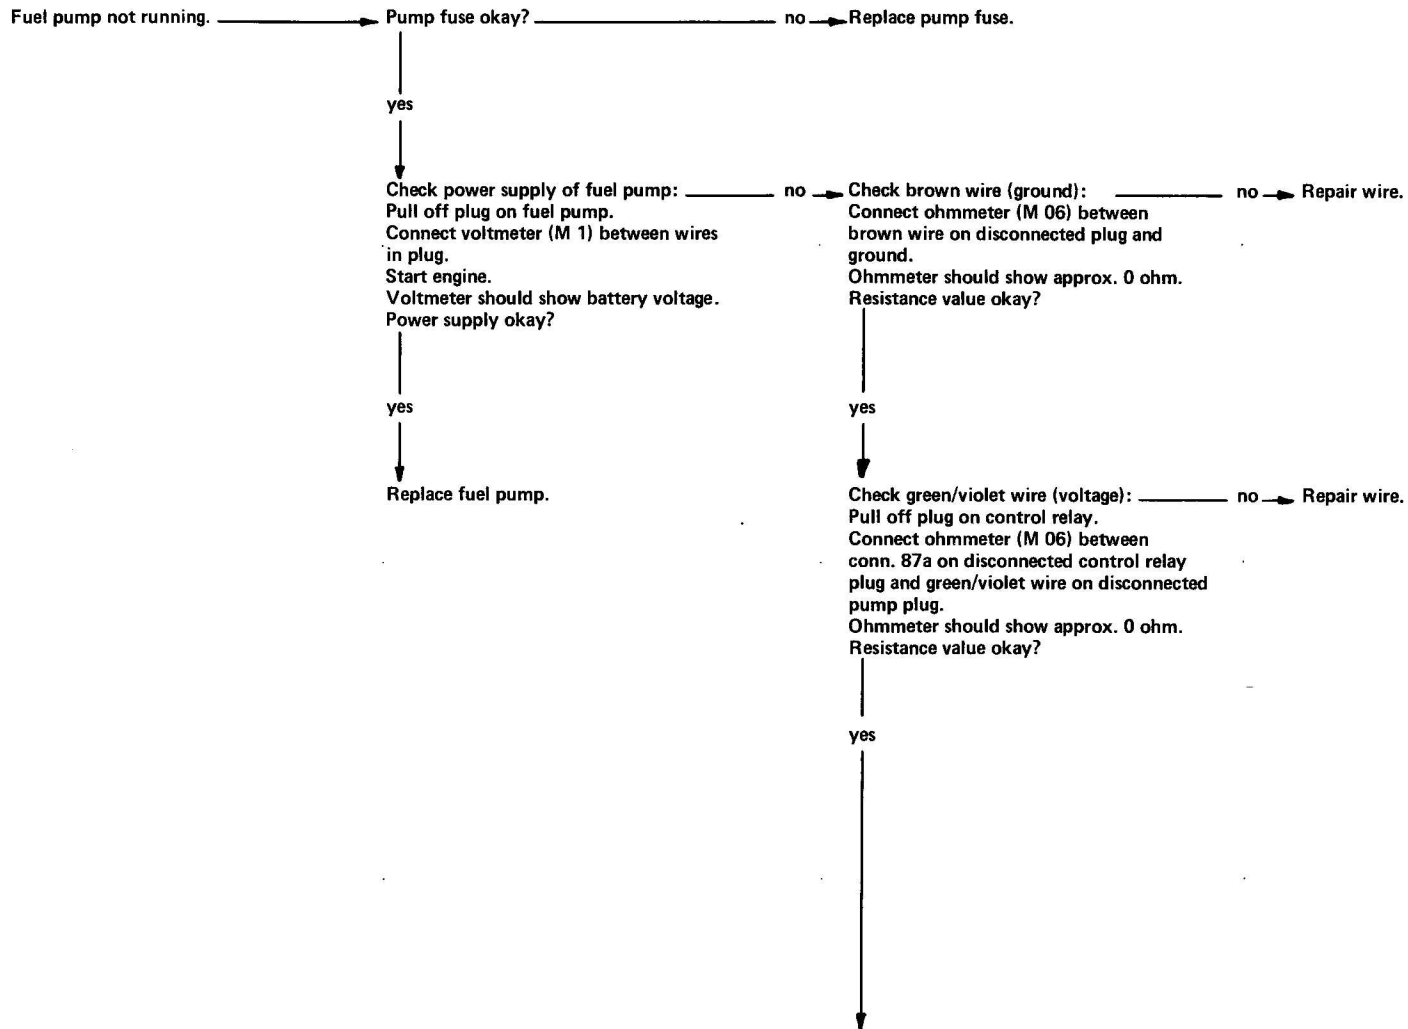 Fuel pump not running.
Pump fuse okay?
no
Replace pump fuse.
yes
Check power supply of fuel pump:
Pull off plug on fuel pump.
Connect voltmeter (M 1) between wires
in plug.
Start engine.
Voltmeter should show battery voltage.
Power supply okay?
no
Check brown wire (ground):
Connect ohmmeter (M 06) between
brown wire on disconnected plug and
ground.
Ohmmeter should show approx. 0 ohm.
Resistance value okay?
no
Repair wire.
yes
Replace fuel pump.
yes
Check green/violet wire (voltage):
Pull off plug on control relay.
Connect ohmmeter (M 06) between
conn. 87a on disconnected control relay
plug and green/violet wire on disconnected
pump plug.
Ohmmeter should show approx. 0 ohm.
Resistance value okay?
no
Repair wire.
yes